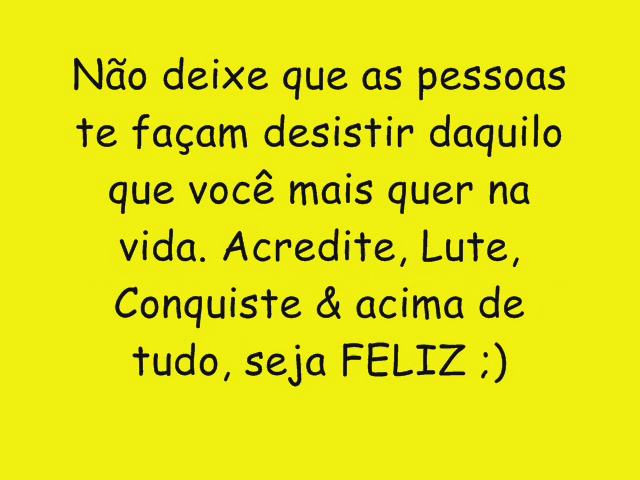 Não deixe que as pessoas
te façam desistir daquilo
que você mais quer na
vida. Acredite, Lute,
Conquiste & acima de
tudo, seja FELIZ ;)